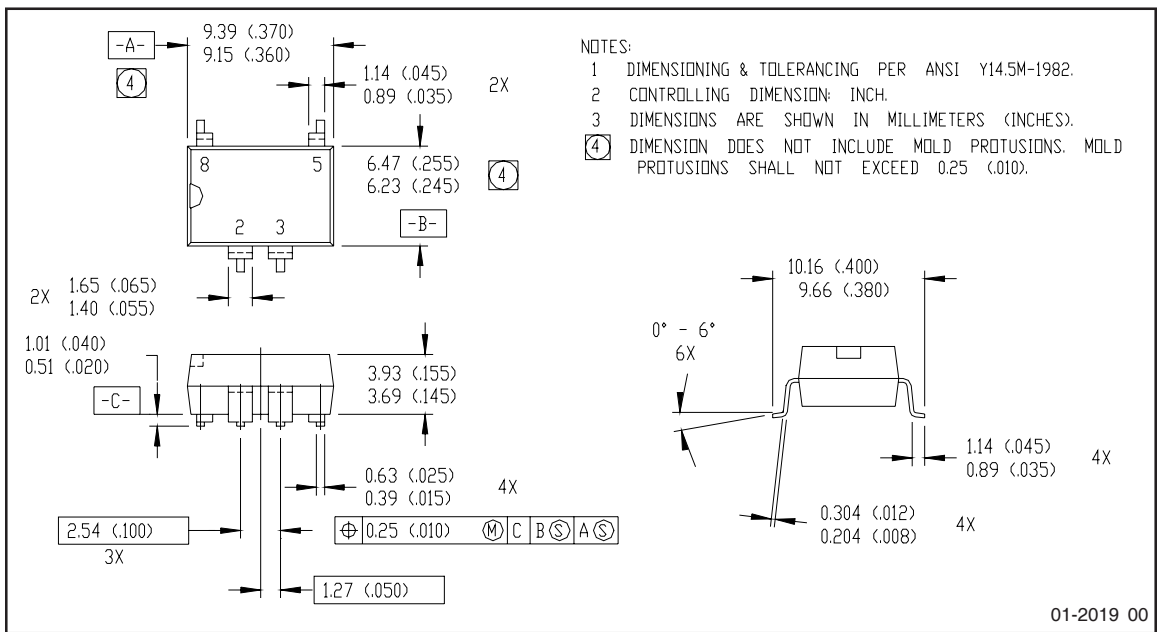 9.39 (.370)
9.15 (.360)
-A-
4
1.14 (.045)
0.89 (.035)
2X
8
5
6.47 (.255)
6.23 (.245)
4
2
3
-B-
2X
1.65 (.065)
1.40 (.055)
1.01 (.040)
0.51 (.020)
-C-
3.93 (.155)
3.69 (.145)
0.63 (.025)
0.39 (.015)
4X
2.54 (.100)
3X
⌖ 0.25 (.010) Ⓜ C B Ⓢ A Ⓢ
1.27 (.050)
NOTES:
1 DIMENSIONING & TOLERANCING PER ANSI Y14.5M-1982.
2 CONTROLLING DIMENSION: INCH.
3 DIMENSIONS ARE SHOWN IN MILLIMETERS (INCHES).
4 DIMENSION DOES NOT INCLUDE MOLD PROTUSIONS. MOLD
PROTUSIONS SHALL NOT EXCEED 0.25 (.010).
10.16 (.400)
9.66 (.380)
0° - 6°
6X
1.14 (.045)
0.89 (.035)
4X
0.304 (.012)
0.204 (.008)
4X
01-2019 00